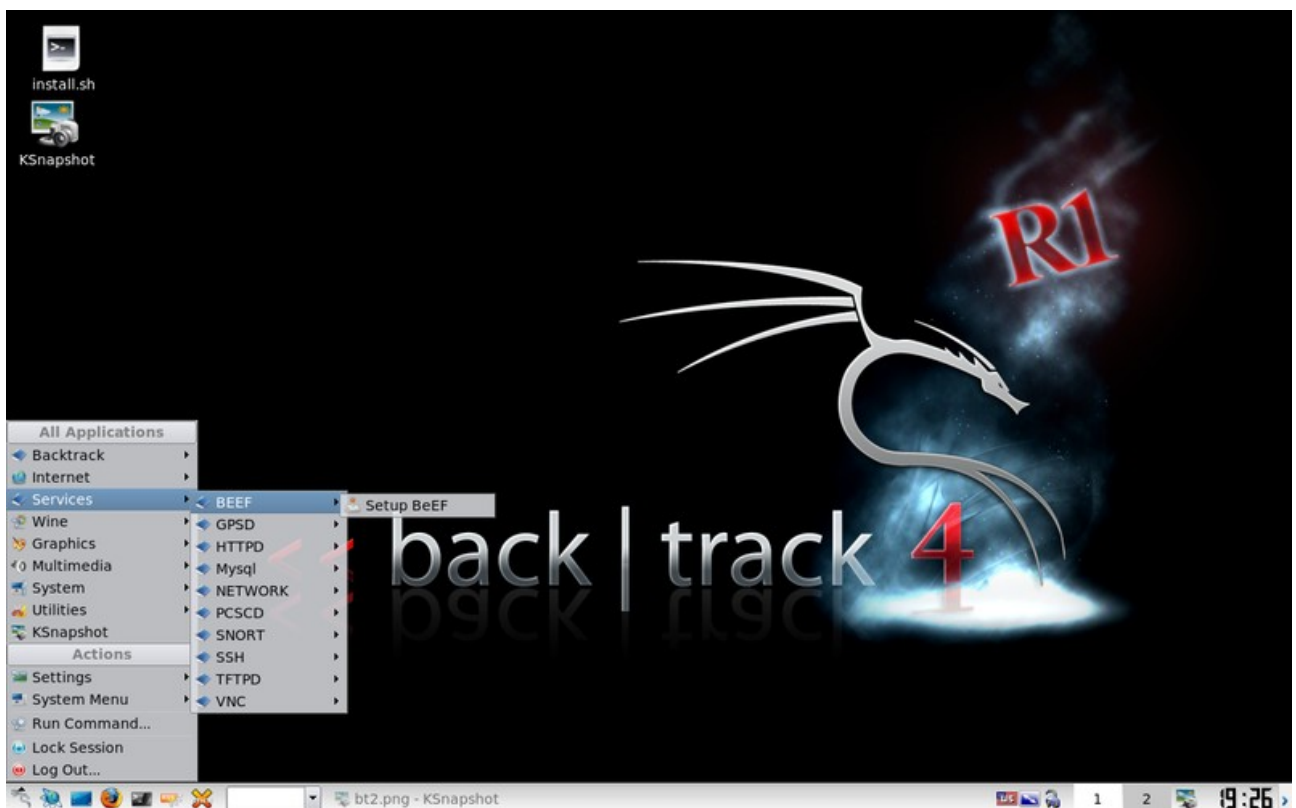 install.sh
KSnapshot
R1
<< back | track 4
All Applications
Backtrack
Internet
Services
Wine
Graphics
Multimedia
System
Utilities
KSnapshot
Actions
Settings
System Menu
Run Command...
Lock Session
Log Out...
BEEF
GPSD
HTTPD
Mysql
NETWORK
PCSCD
SNORT
SSH
TFTPD
VNC
Setup BeEF
bt2.png - KSnapshot
US
1
2
19:26